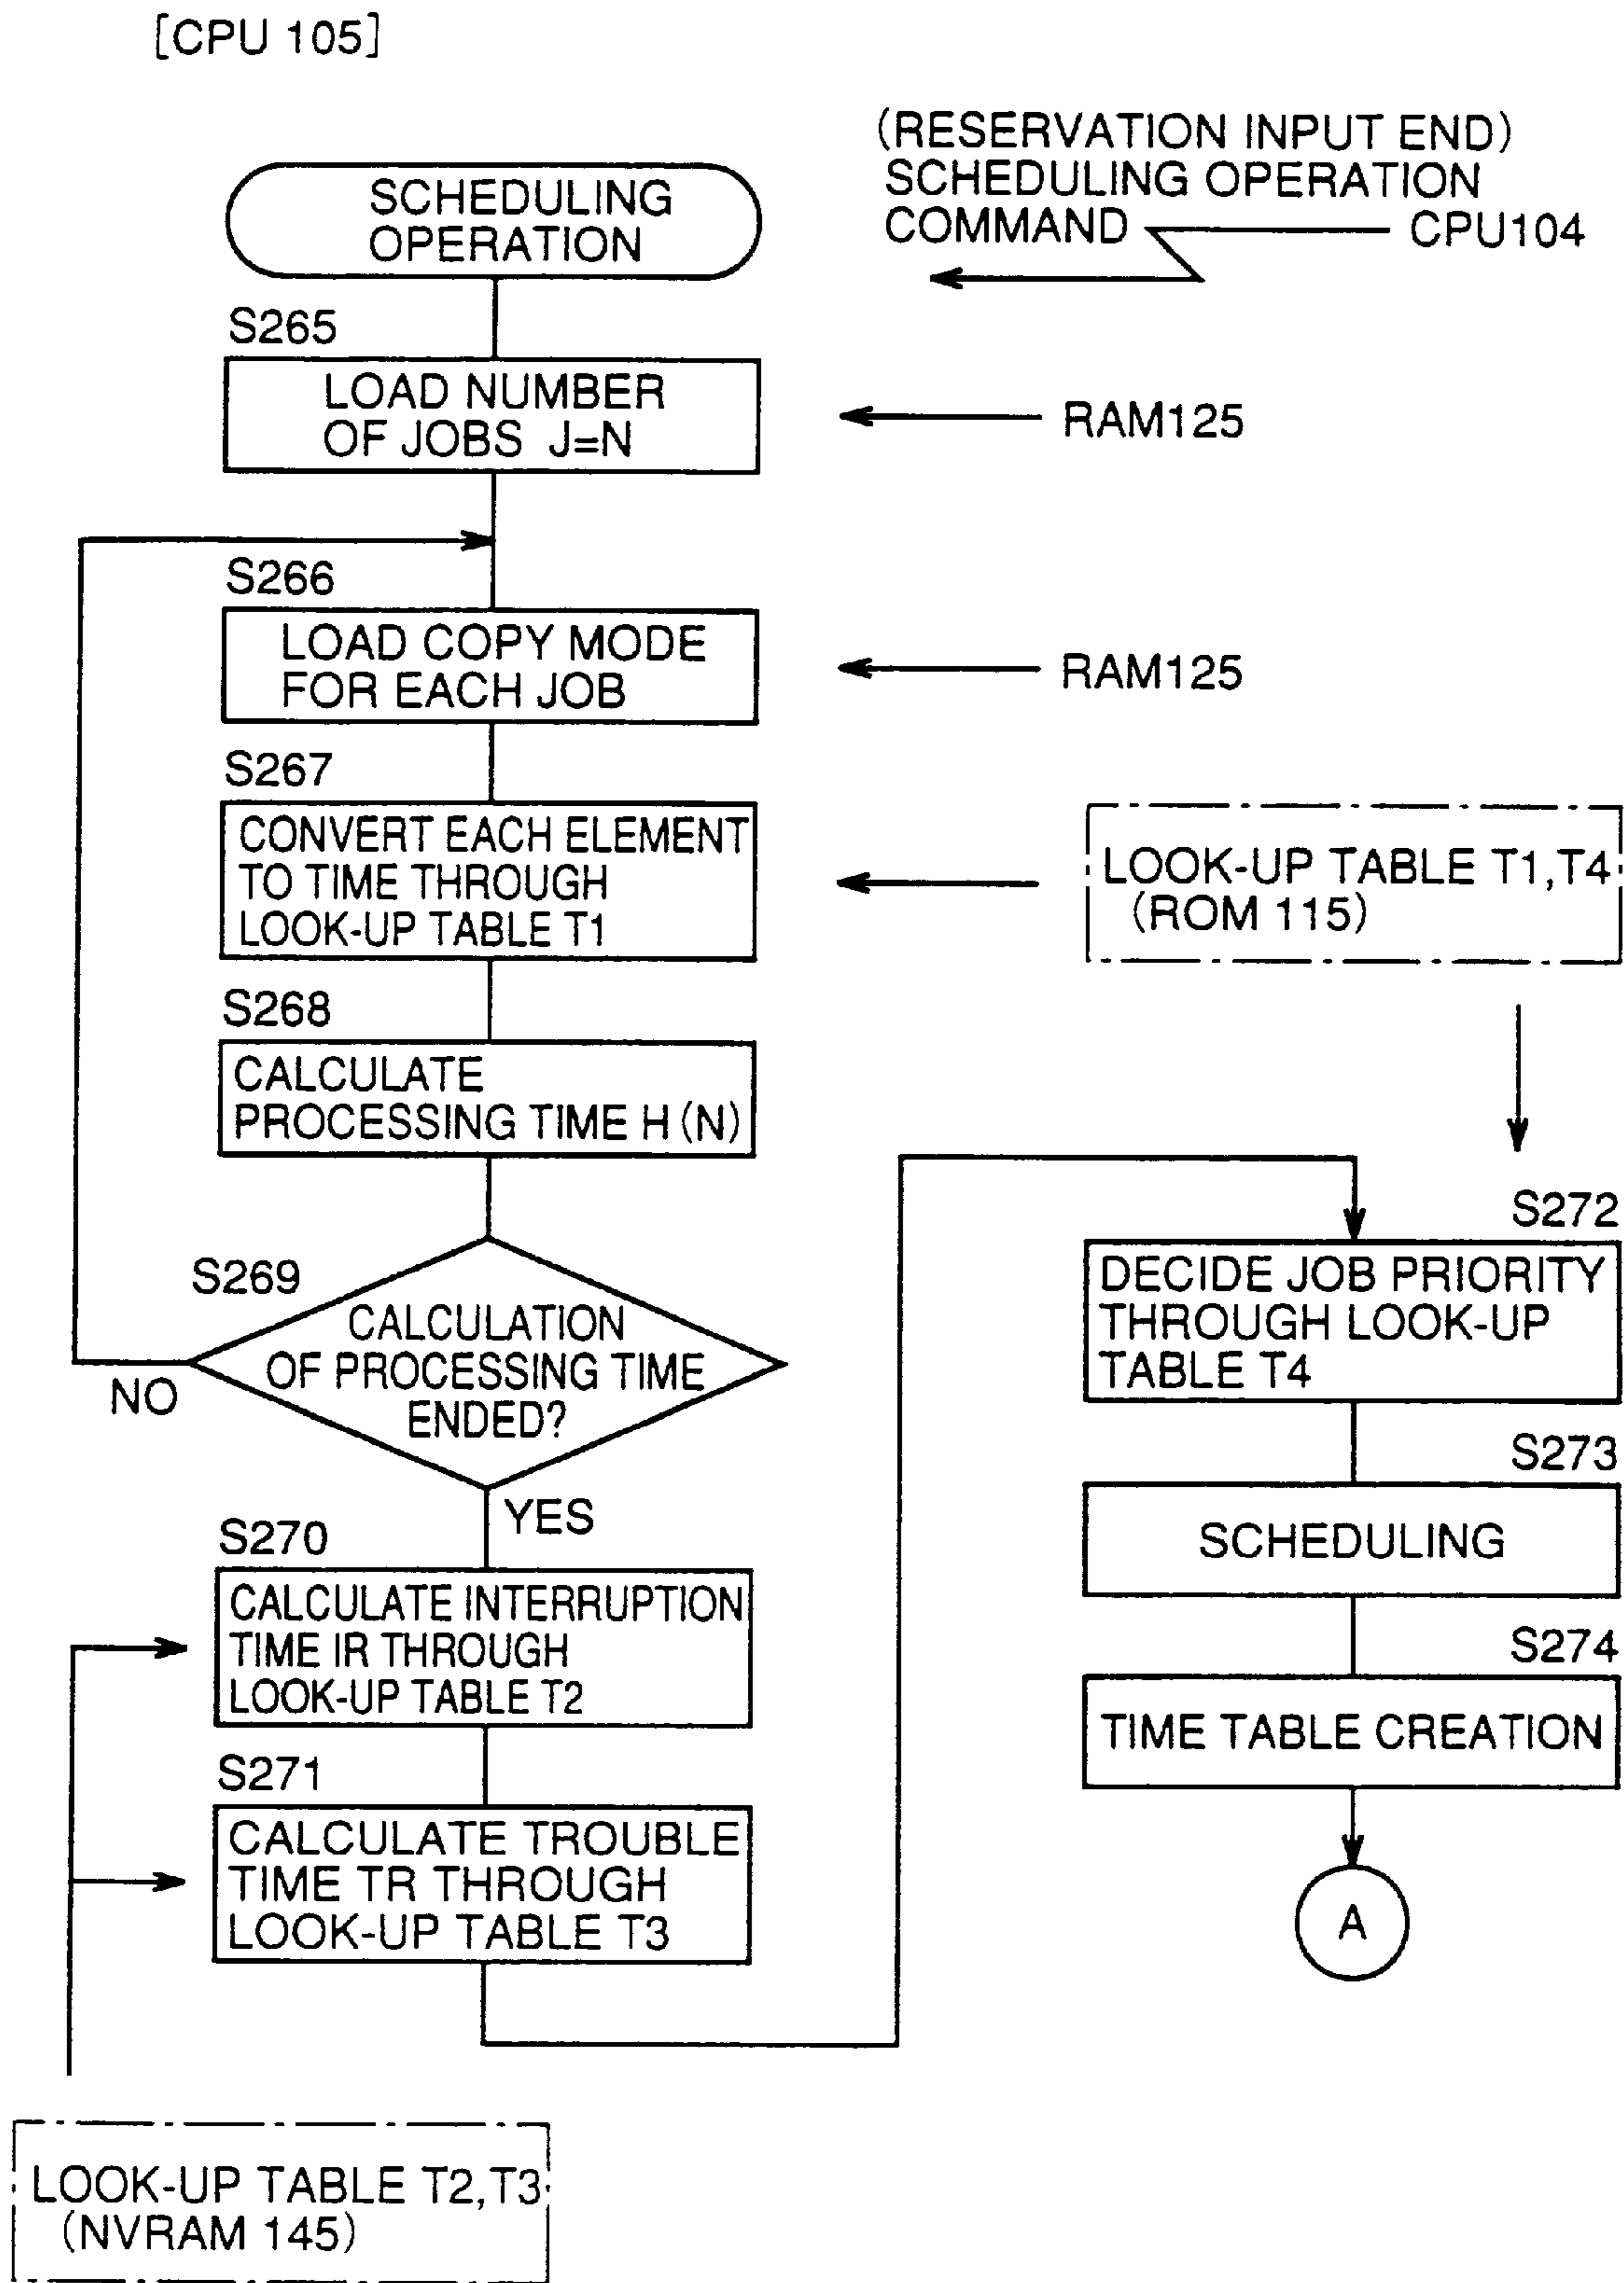 [CPU 105]
(RESERVATION INPUT END)
SCHEDULING OPERATION
COMMAND
CPU104
SCHEDULING
OPERATION
S265
LOAD NUMBER
OF JOBS J=N
RAM125
S266
LOAD COPY MODE
FOR EACH JOB
RAM125
S267
CONVERT EACH ELEMENT
TO TIME THROUGH
LOOK-UP TABLE T1
LOOK-UP TABLE T1,T4
(ROM 115)
S268
CALCULATE
PROCESSING TIME H (N)
S269
CALCULATION
OF PROCESSING TIME
ENDED?
NO
YES
S270
CALCULATE INTERRUPTION
TIME IR THROUGH
LOOK-UP TABLE T2
S271
CALCULATE TROUBLE
TIME TR THROUGH
LOOK-UP TABLE T3
LOOK-UP TABLE T2,T3
(NVRAM 145)
S272
DECIDE JOB PRIORITY
THROUGH LOOK-UP
TABLE T4
S273
SCHEDULING
S274
TIME TABLE CREATION
A